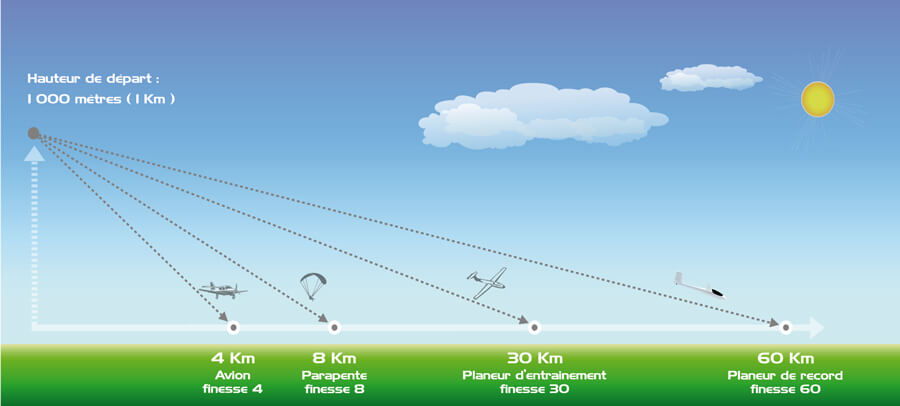 Hauteur de départ :
1 000 métres ( 1 Km )
4 Km
Avion
finesse 4
8 Km
Parapente
finesse 8
30 Km
Planeur d'entrainement
finesse 30
60 Km
Planeur de record
finesse 60